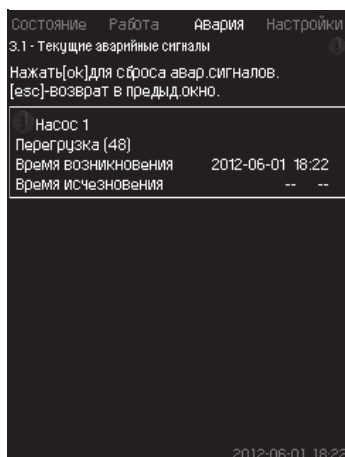 Состояние Работа Авария Настройки
3.1 - Текущие аварийные сигналы
Нажать[ok]для сброса авар.сигналов.
[esc]-возврат в предыд.окно.
Насос 1
Перегрузка (48)
Время возникновения 2012-06-01 18:22
Время исчезновения -- --
2012-06-01 18:22